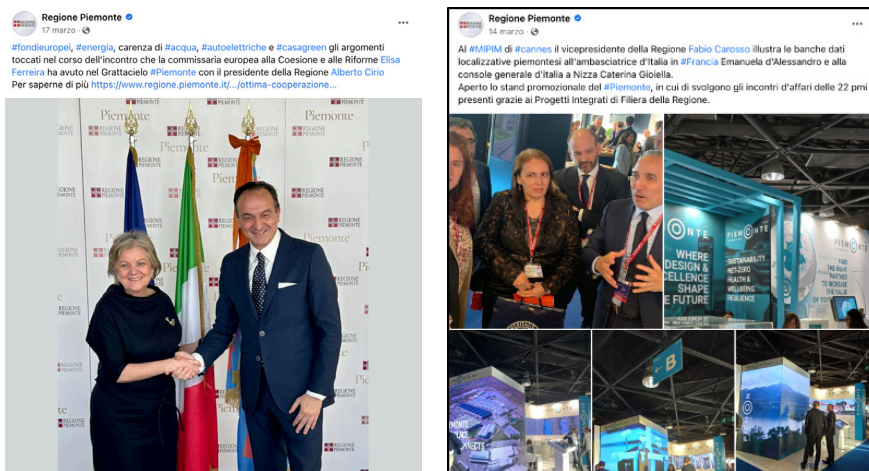 Regione Piemonte
17 marzo
#fondieuropei, #energia, carenza di #acqua, #autoelettriche e #casagreen gli argomenti
toccati nel corso dell'incontro che la commissaria europea alla Coesione e alle Riforme Elisa
Ferreira ha avuto nel Grattacielo #Piemonte con il presidente della Regione Alberto Cirio
Per saperne di più https://www.regione.piemonte.it/.../ottima-cooperazione...
Piemonte
REGIONE PIEMONTE
Regione Piemonte
14 marzo
Al #MIPIM di #cannes il vicepresidente della Regione Fabio Carosso illustra le banche dati
localizzative piemontesi all'ambasciatrice d'Italia in #Francia Emanuela d'Alessandro e alla
console generale d'italia a Nizza Caterina Gioiella.
Aperto lo stand promozionale del #Piemonte, in cui di svolgono gli incontri d'affari delle 22 pmi
presenti grazie ai Progetti Integrati di Filiera della Regione.
WHERE
DESIGN &
SHAPE
FUTURE
SUSTAINABILITY
NET-ZERO
HEALTH &
WELLBEING
RESILIENCE
FIND
THE RIGHT
PARTNER
TO INCREASE
THE VALUE
B